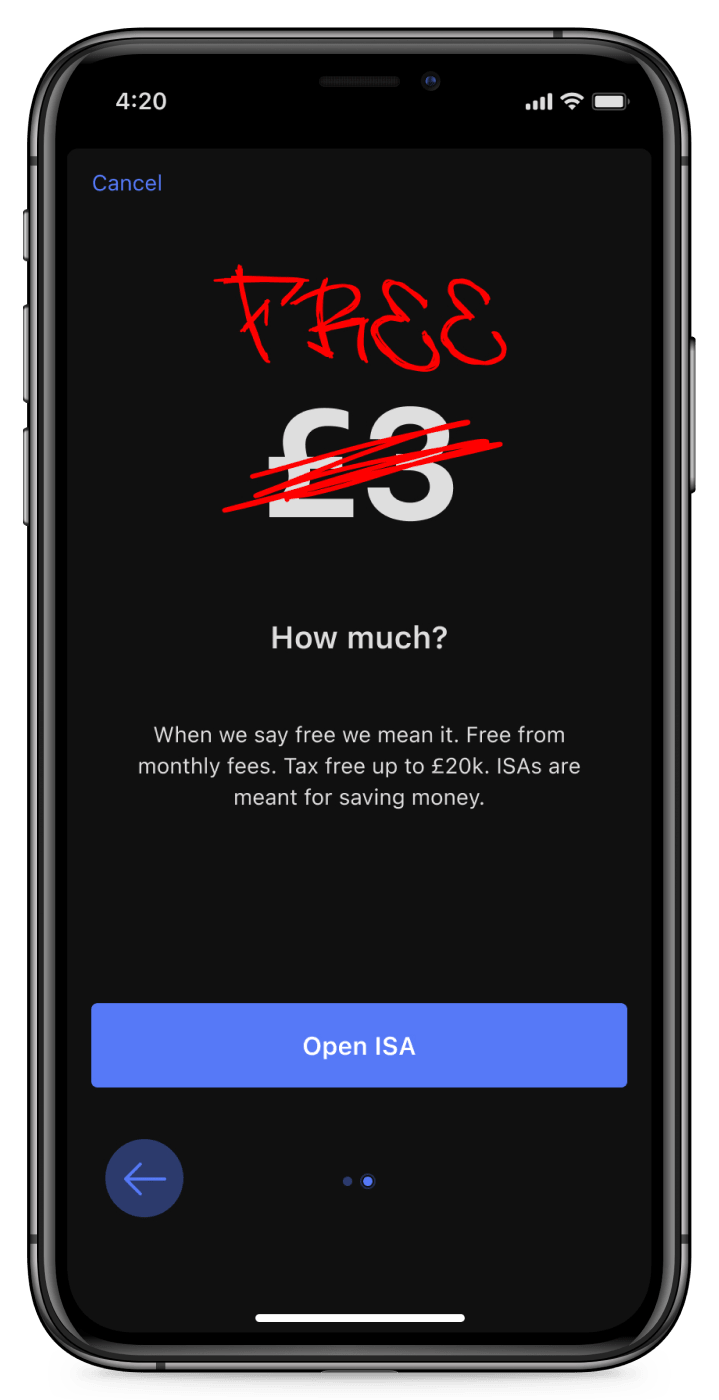 4:20
Cancel
FREE
£3
How much?
When we say free we mean it. Free from
monthly fees. Tax free up to £20k. ISAs are
meant for saving money.
Open ISA